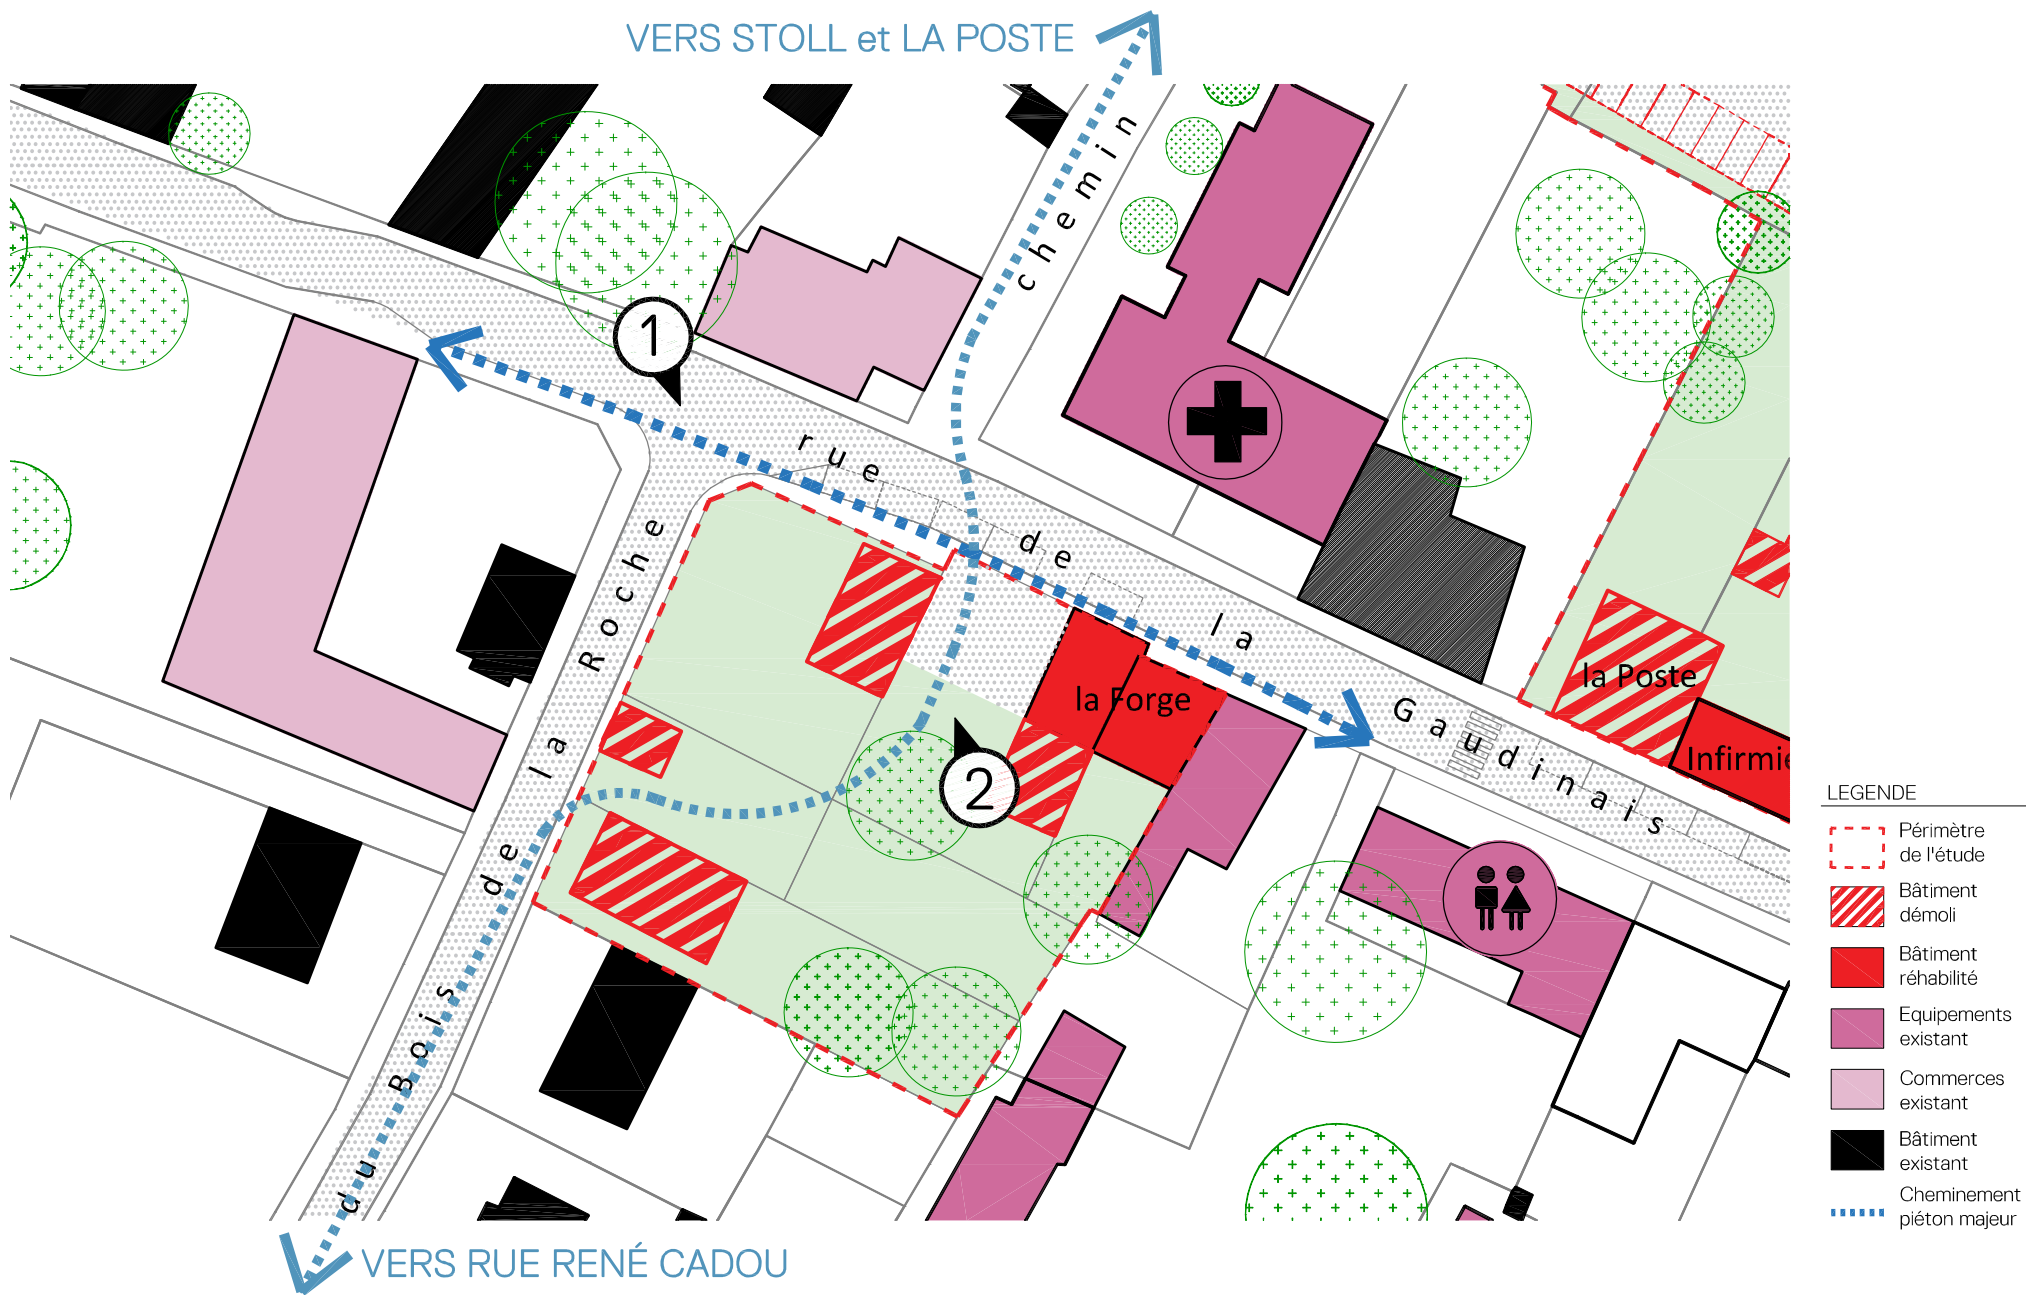 VERS STOLL et LA POSTE
chemin
1
rue de la Gaudinais
rue de la Roche du Bois
la Forge
la Poste
Infirmie
2
VERS RUE RENÉ CADOU
LEGENDE
Périmètre
de l'étude
Bâtiment
démoli
Bâtiment
réhabilité
Equipements
existant
Commerces
existant
Bâtiment
existant
Cheminement
piéton majeur